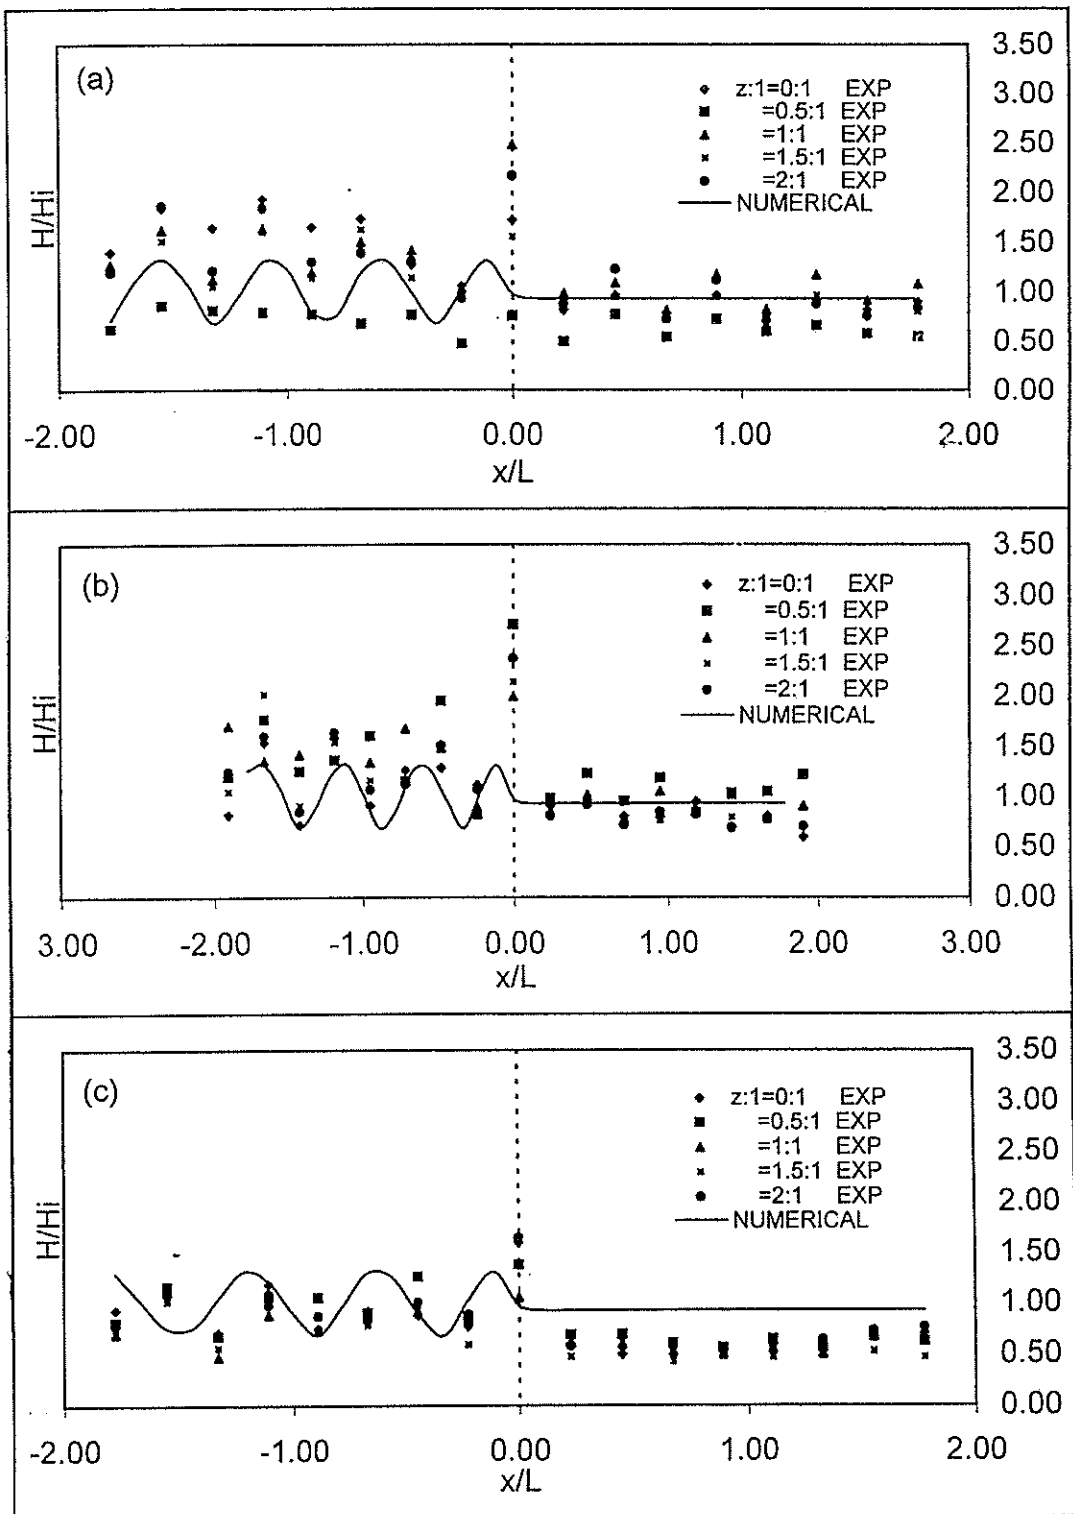 (a)
z:1=0:1 EXP
=0.5:1 EXP
=1:1 EXP
=1.5:1 EXP
=2:1 EXP
NUMERICAL
3.50
3.00
2.50
2.00
1.50
1.00
0.50
0.00
H/Hi
-2.00 -1.00 0.00 1.00 2.00
x/L
(b)
z:1=0:1 EXP
=0.5:1 EXP
=1:1 EXP
=1.5:1 EXP
=2:1 EXP
NUMERICAL
3.50
3.00
2.50
2.00
1.50
1.00
0.50
0.00
H/Hi
3.00 -2.00 -1.00 0.00 1.00 2.00 3.00
x/L
(c)
z:1=0:1 EXP
=0.5:1 EXP
=1:1 EXP
=1.5:1 EXP
=2:1 EXP
NUMERICAL
3.50
3.00
2.50
2.00
1.50
1.00
0.50
0.00
H/Hi
-2.00 -1.00 0.00 1.00 2.00
x/L